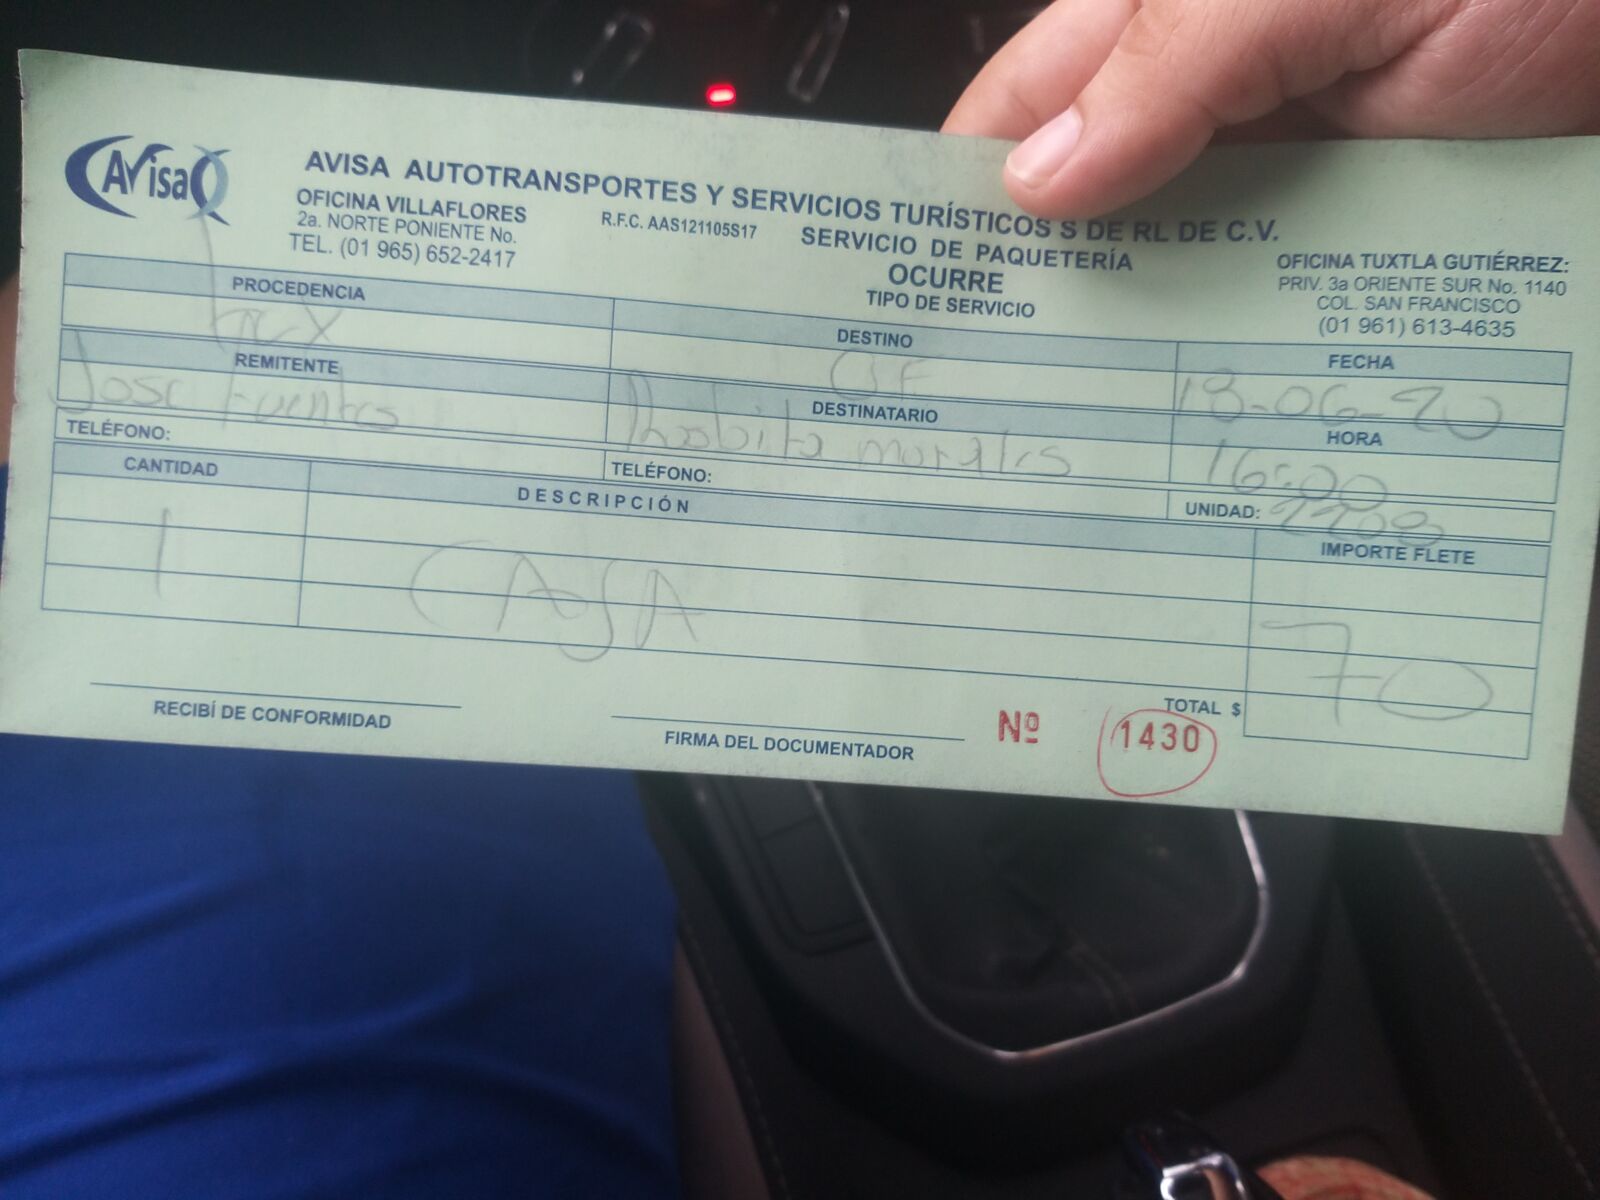 AVISA
AVISA AUTOTRANSPORTES Y SERVICIOS TURÍSTICOS S DE RL DE C.V.
OFICINA VILLAFLORES
2a. NORTE PONIENTE No.
TEL. (01 965) 652-2417
R.F.C. AAS121105S17
SERVICIO DE PAQUETERÍA
OCURRE
TIPO DE SERVICIO
OFICINA TUXTLA GUTIÉRREZ:
PRIV. 3a ORIENTE SUR No. 1140
COL. SAN FRANCISCO
(01 961) 613-4635
PROCEDENCIA
DESTINO
FECHA
18-06-20
REMITENTE
Jose Fuentes
DESTINATARIO
morales
HORA
16:00
TELÉFONO:
TELÉFONO:
UNIDAD:
CANTIDAD
DESCRIPCIÓN
IMPORTE FLETE
1
CAJA
70
TOTAL $
RECIBÍ DE CONFORMIDAD
FIRMA DEL DOCUMENTADOR
Nº 1430